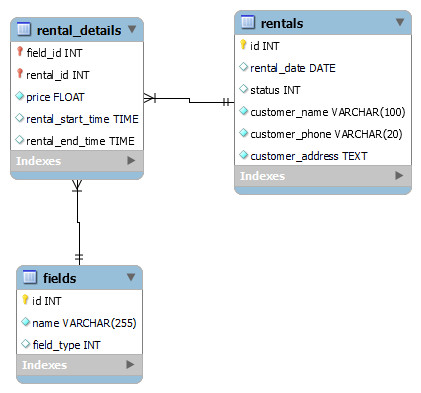 rental_details
field_id INT
rental_id INT
price FLOAT
rental_start_time TIME
rental_end_time TIME
Indexes
rentals
id INT
rental_date DATE
status INT
customer_name VARCHAR(100)
customer_phone VARCHAR(20)
customer_address TEXT
Indexes
fields
id INT
name VARCHAR(255)
field_type INT
Indexes